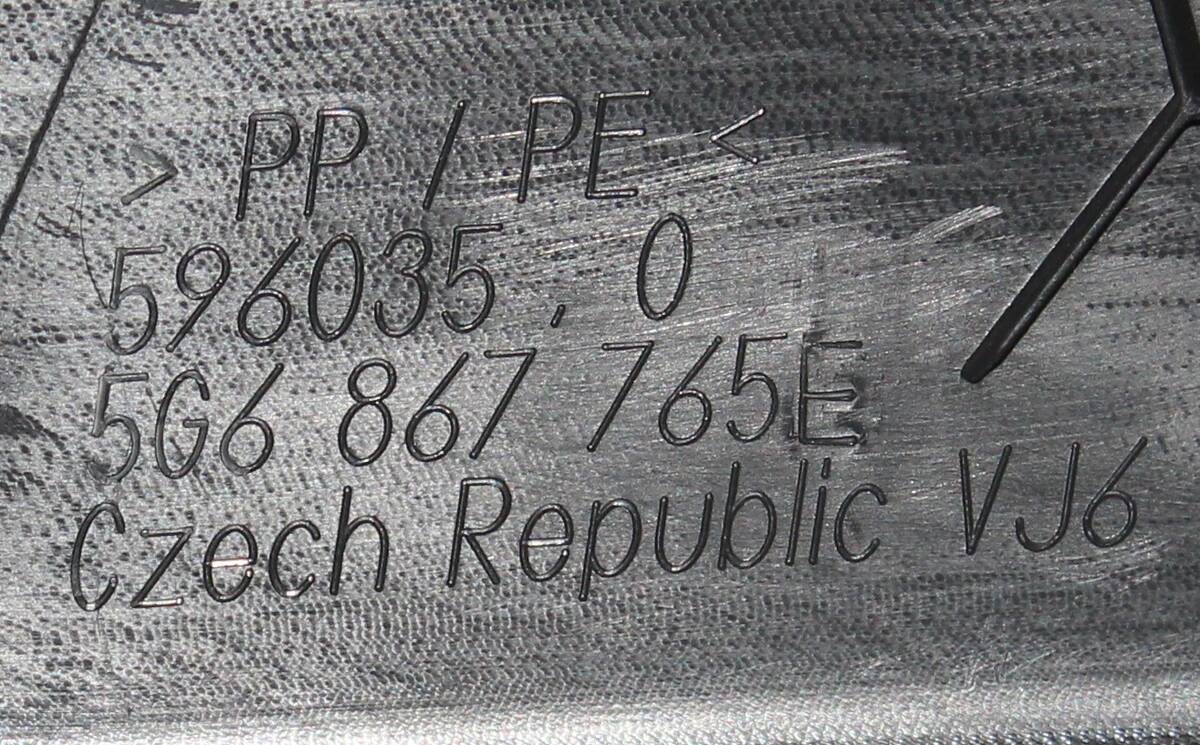 > PP / PE <
596035 . 0
5G6 867 765E
Czech Republic VJ6